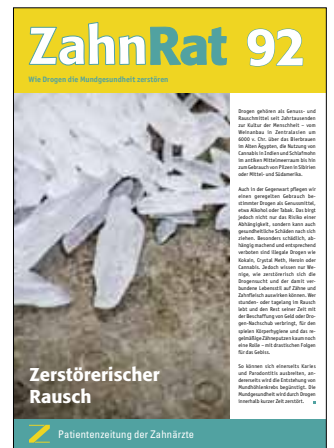 ZahnRat 92
Wie Drogen die Mundgesundheit zerstören
Drogen gehören als Genuss- und
Rauschmittel seit Jahrtausenden
zur Kultur der Menschheit – vom
Weinanbau in Zentralasien um
6000 v. Chr. über das Bierbrauen
im Alten Ägypten, die Nutzung von
Cannabis in Indien und Schlafmohn
im antiken Mittelmeerraum bis hin
zum Gebrauch von Pilzen in Sibirien
oder Mittel- und Südamerika.
Auch in der Gegenwart pflegen wir
einen geregelten Gebrauch be-
stimmter Drogen als Genussmittel,
etwa Alkohol oder Tabak. Das birgt
jedoch nicht nur das Risiko einer
Abhängigkeit, sondern kann auch
gesundheitliche Schäden nach sich
ziehen. Besonders schädlich, ab-
hängig machend und entsprechend
verboten sind illegale Drogen wie
Kokain, Crystal Meth, Heroin oder
Cannabis. Jedoch wissen nur We-
nige, wie zerstörerisch sich die
Drogensucht und der damit ver-
bundene Lebensstil auf Zähne und
Zahnfleisch auswirken können. Wer
stunden- oder tagelang im Rausch
lebt und den Rest seiner Zeit mit
der Beschaffung von Geld oder Dro-
gen-Nachschub verbringt, für den
spielen Körperhygiene und das re-
gelmäßige Zähneputzen kaum noch
eine Rolle – mit drastischen Folgen
für das Gebiss.
So können sich einerseits Karies
und Parodontitis ausbreiten, an-
dererseits wird die Entstehung von
Mundhöhlenkrebs begünstigt. Die
Mundgesundheit wird durch Drogen
innerhalb kurzer Zeit zerstört.
Zerstörerischer
Rausch
Patientenzeitung der Zahnärzte